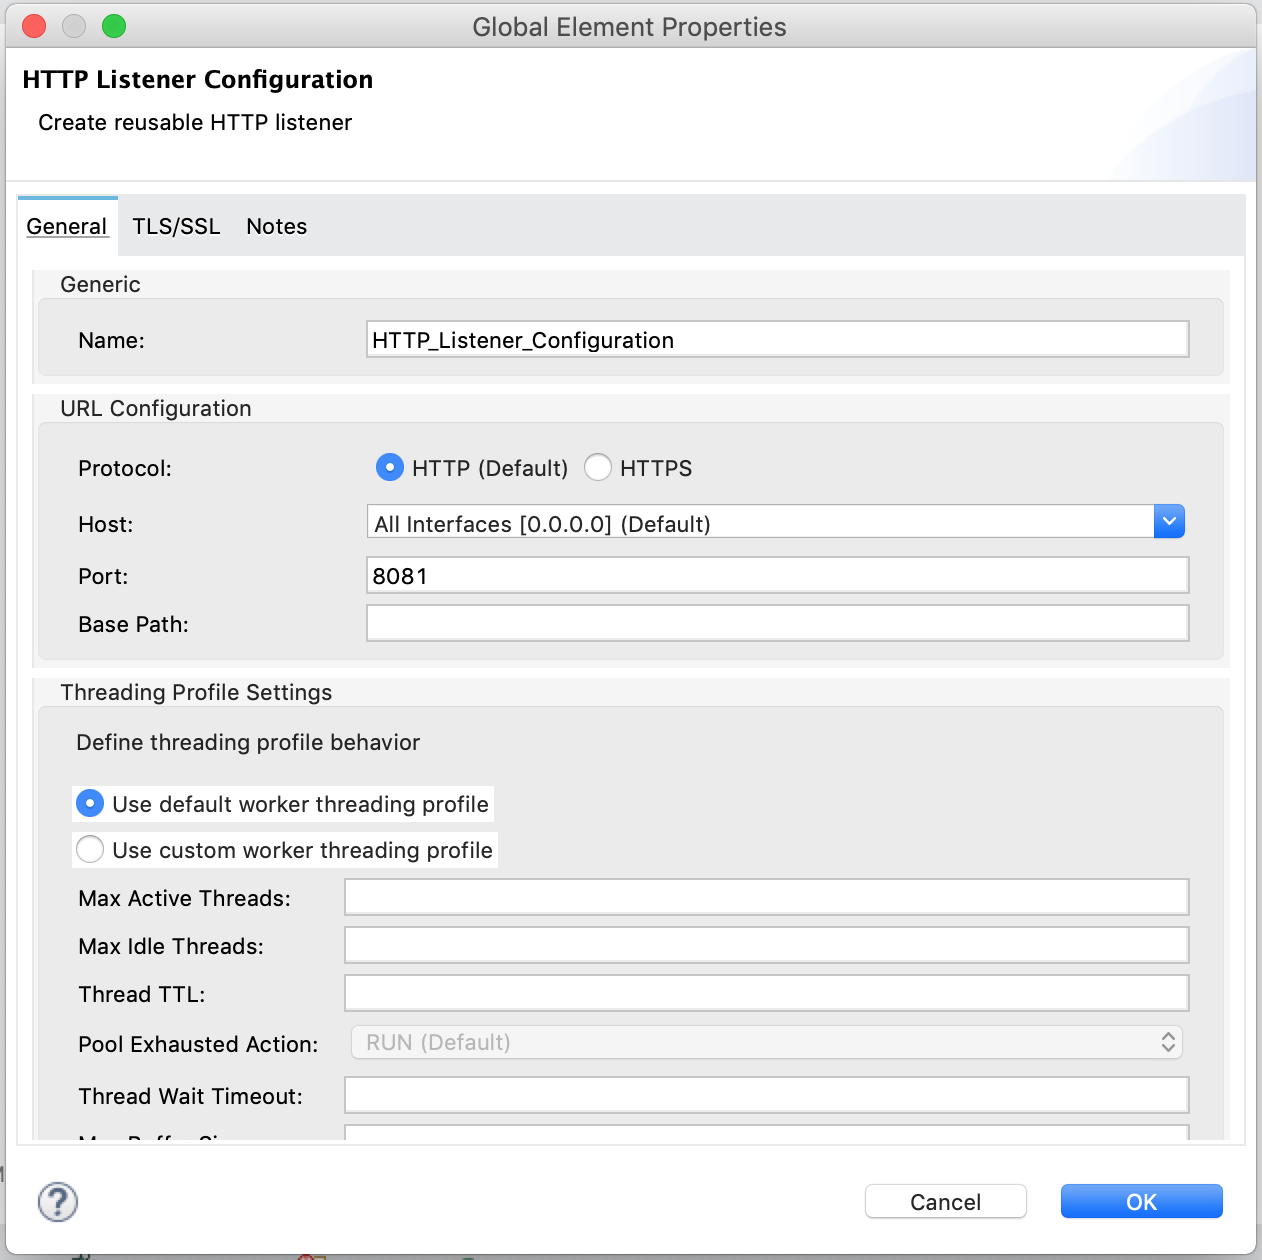 Global Element Properties
HTTP Listener Configuration
Create reusable HTTP listener
General TLS/SSL Notes
Generic
Name: HTTP_Listener_Configuration
URL Configuration
Protocol: HTTP (Default) HTTPS
Host: All Interfaces [0.0.0.0] (Default)
Port: 8081
Base Path:
Threading Profile Settings
Define threading profile behavior
Use default worker threading profile
Use custom worker threading profile
Max Active Threads:
Max Idle Threads:
Thread TTL:
Pool Exhausted Action: RUN (Default)
Thread Wait Timeout:
?
Cancel OK